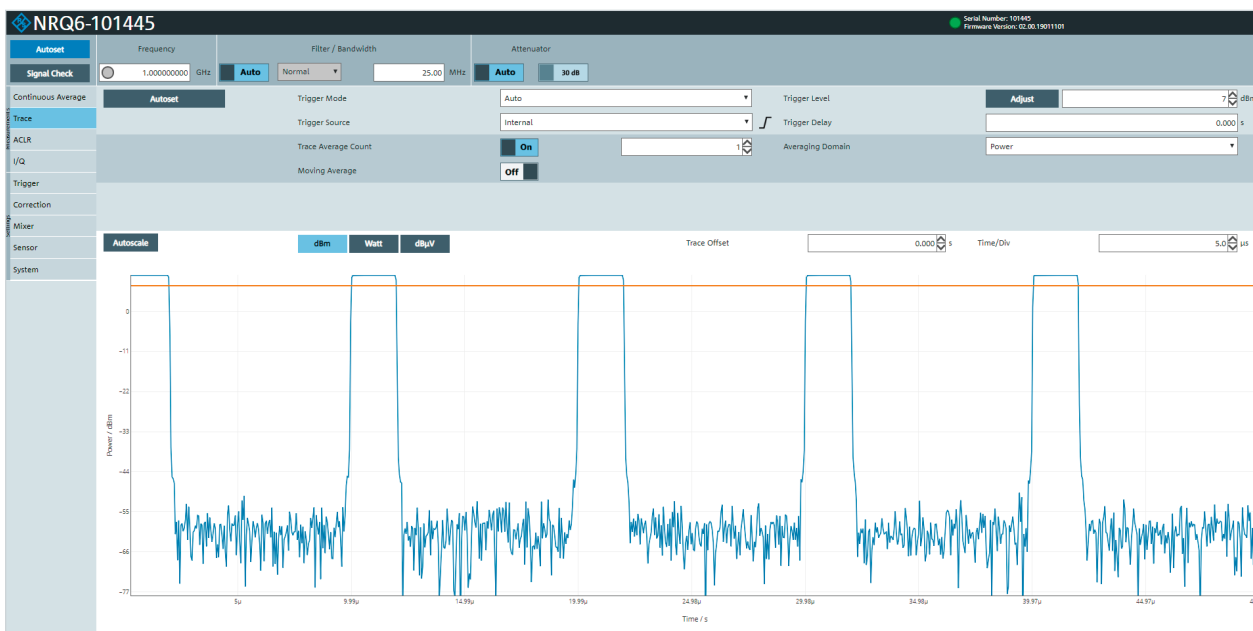 NRQ6-101445
Serial Number: 101445
Firmware Version: 02.00.19011101
Autoset
Signal Check
Frequency
1.000000000 GHz
Filter / Bandwidth
Auto Normal 25.00 MHz
Attenuator
Auto 30 dB
Continuous Average
Trace
ACLR
I/Q
Trigger
Correction
Mixer
Sensor
System
Measurements
Settings
Autoset Trigger Mode Auto Trigger Level Adjust 7 dBm
Trigger Source Internal Trigger Delay 0.000 s
Trace Average Count On 1 Averaging Domain Power
Moving Average Off
Autoscale dBm Watt dBµV Trace Offset 0.000 s Time/Div 5.0 µs
Power / dBm
0
-11
-22
-33
-44
-55
-66
-77
5µ 9.99µ 14.99µ 19.99µ 24.98µ 29.98µ 34.98µ 39.97µ 44.97µ
Time / s